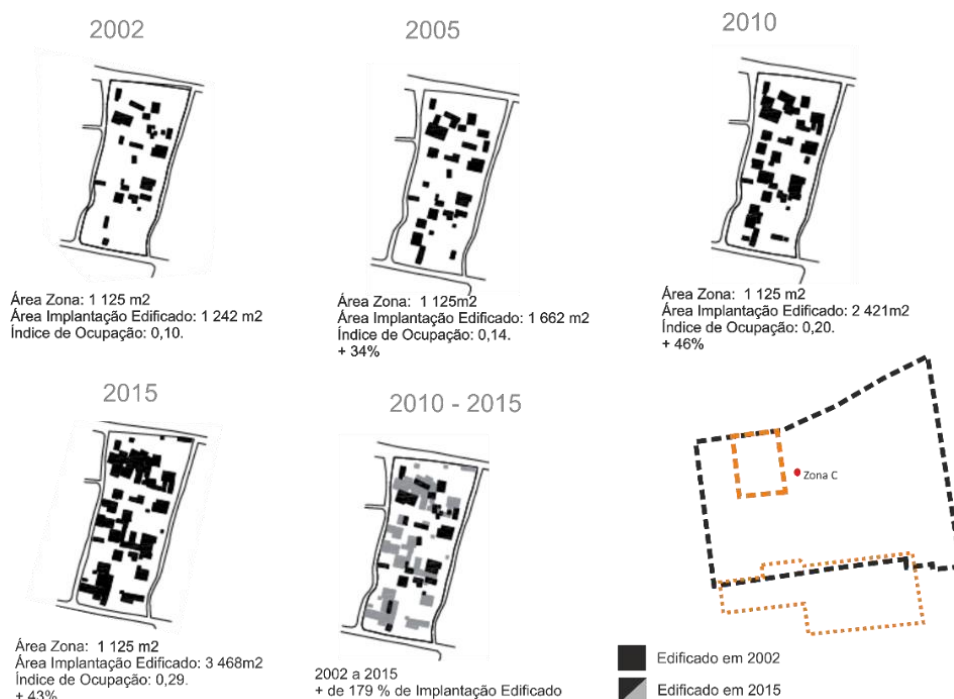 2002
2005
2010
Área Zona: 1 125 m2
Área Implantação Edificado: 1 242 m2
Índice de Ocupação: 0,10.
Área Zona: 1 125m2
Área Implantação Edificado: 1 662 m2
Índice de Ocupação: 0,14.
+ 34%
Área Zona: 1 125 m2
Área Implantação Edificado: 2 421m2
Índice de Ocupação: 0,20.
+ 46%
2015
2010 - 2015
Zona C
Área Zona: 1 125 m2
Área Implantação Edificado: 3 468m2
Índice de Ocupação: 0,29.
+ 43%
2002 a 2015
+ de 179 % de Implantação Edificado
Edificado em 2002
Edificado em 2015